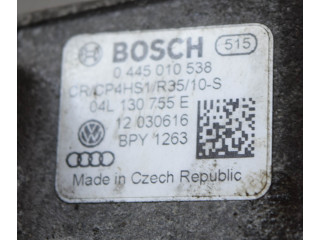 BOSCH 515
0 445 010 538
CR/CP4HS1/R35/10-S
04L 130 755 E
12 030616
BPY 1263
Made in Czech Republic